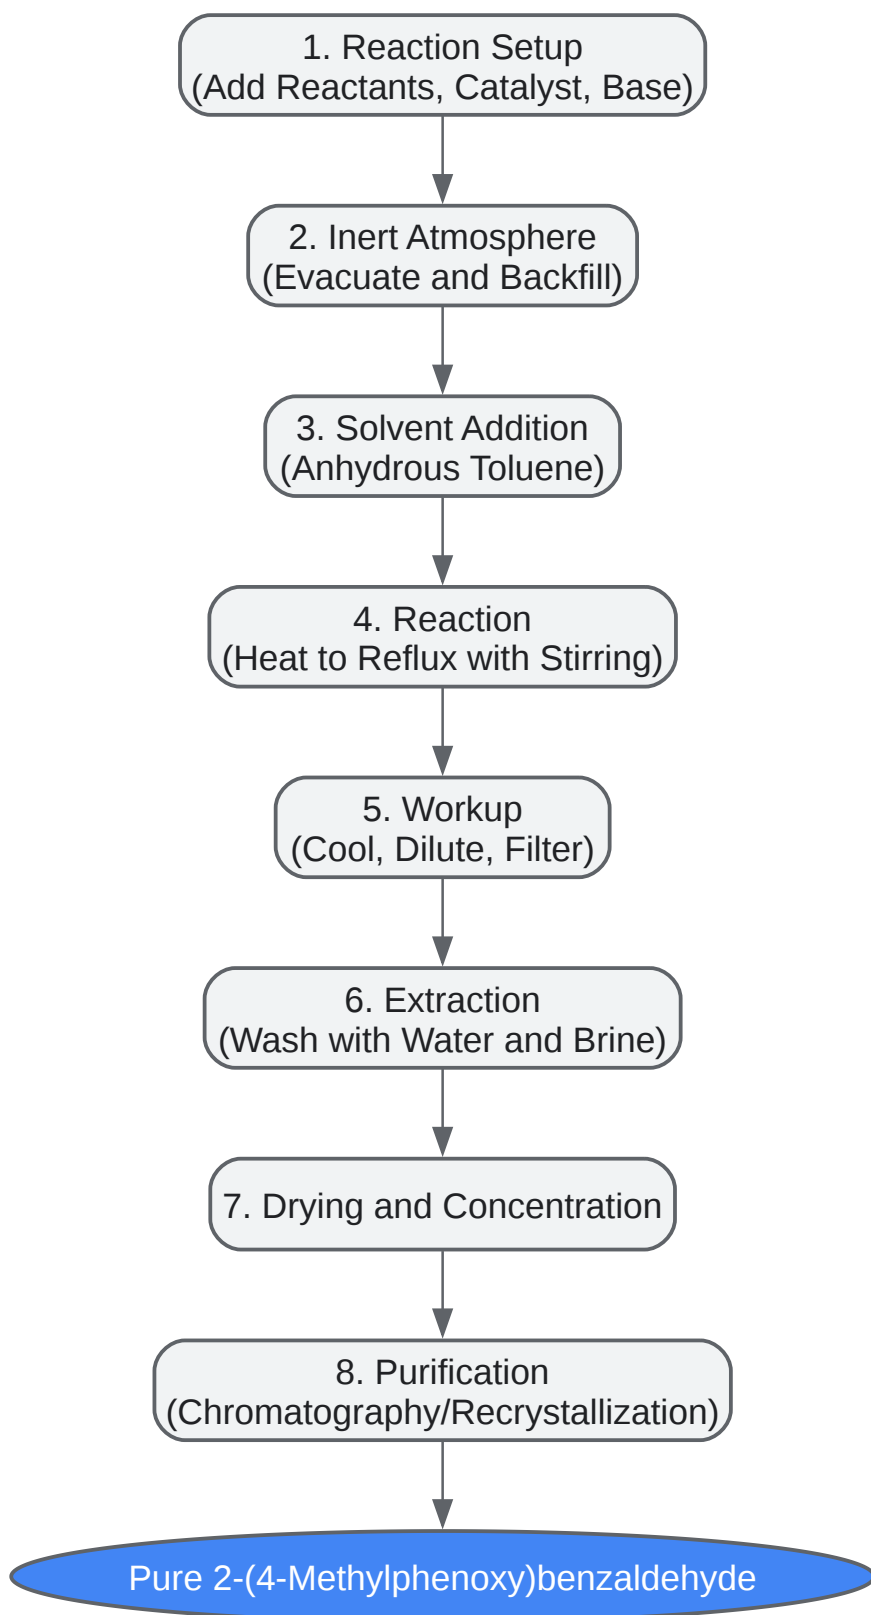 1. Reaction Setup
(Add Reactants, Catalyst, Base)
2. Inert Atmosphere
(Evacuate and Backfill)
3. Solvent Addition
(Anhydrous Toluene)
4. Reaction
(Heat to Reflux with Stirring)
5. Workup
(Cool, Dilute, Filter)
6. Extraction
(Wash with Water and Brine)
7. Drying and Concentration
8. Purification
(Chromatography/Recrystallization)
Pure 2-(4-Methylphenoxy)benzaldehyde